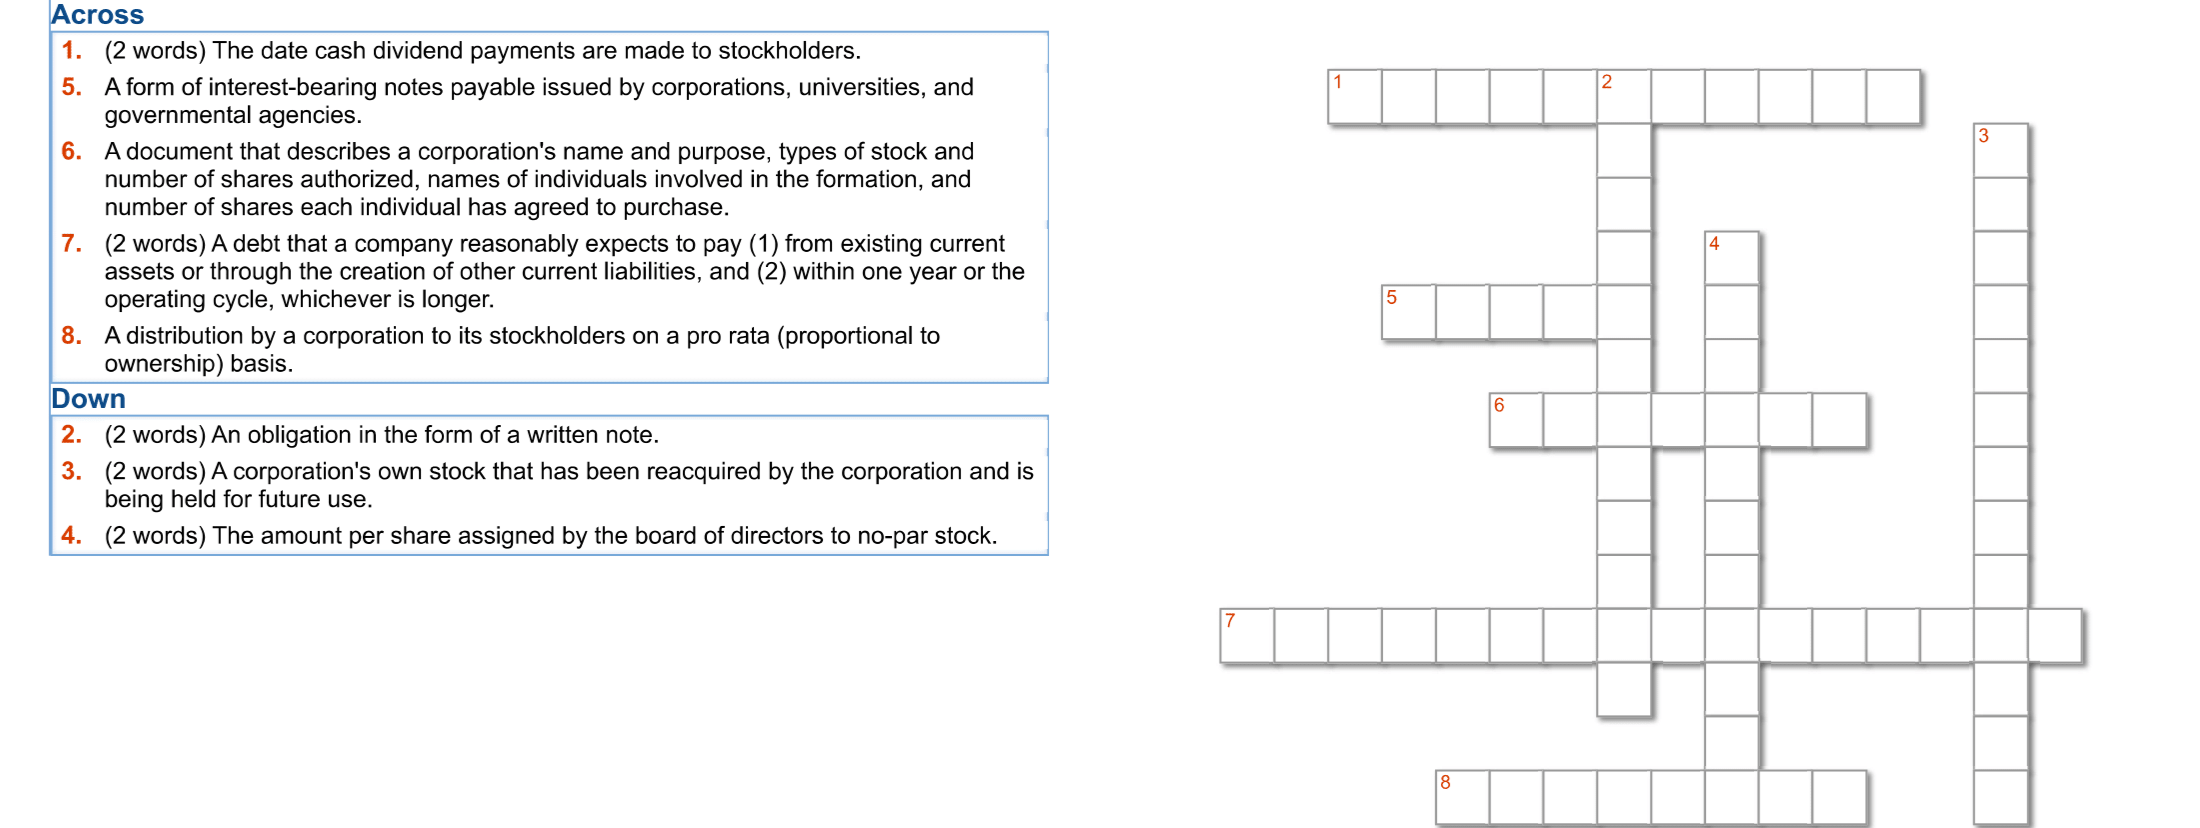 Across
1. (2 words) The date cash dividend payments are made to stockholders.
5. A form of interest-bearing notes payable issued by corporations, universities, and
governmental agencies.
6. A document that describes a corporation's name and purpose, types of stock and
number of shares authorized, names of individuals involved in the formation, and
number of shares each individual has agreed to purchase.
7. (2 words) A debt that a company reasonably expects to pay (1) from existing current
assets or through the creation of other current liabilities, and (2) within one year or the
operating cycle, whichever is longer.
8. A distribution by a corporation to its stockholders on a pro rata (proportional to
ownership) basis.
Down
2. (2 words) An obligation in the form of a written note.
3. (2 words) A corporation's own stock that has been reacquired by the corporation and is
being held for future use.
4. (2 words) The amount per share assigned by the board of directors to no-par stock.
1 2
3
4
5
6
7
8